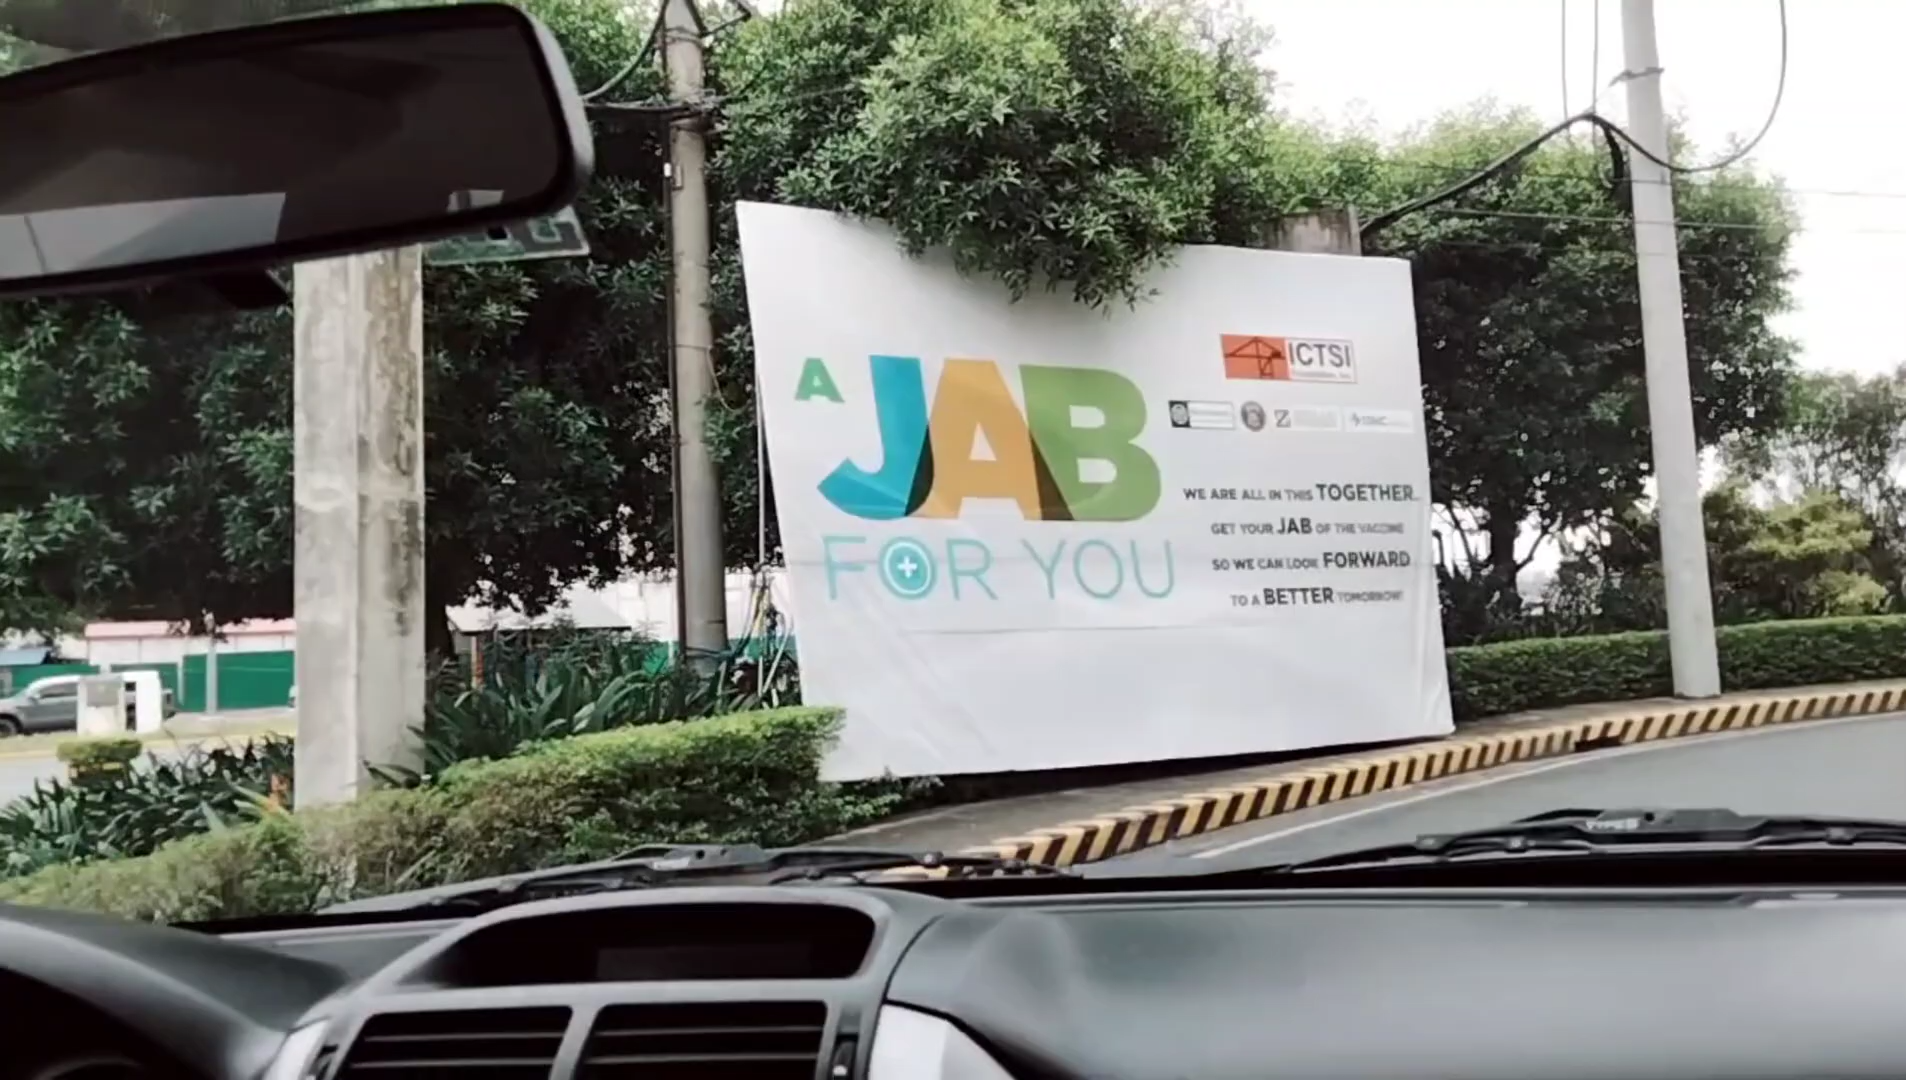 A JAB
FOR YOU
ICTSI
WE ARE ALL IN THIS TOGETHER.
GET YOUR JAB OF THE VACCINE
SO WE CAN LOOK FORWARD
TO A BETTER TOMORROW!